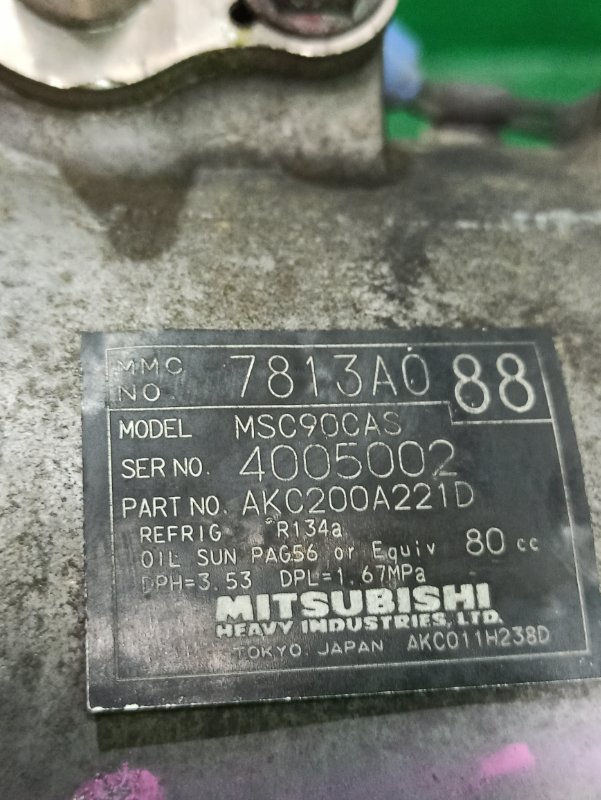 MMC NO. 7813A0 88
MODEL MSC90CAS
SER NO. 4005002
PART NO. AKC200A221D
REFRIG R134a
OIL SUN PAG56 or Equiv 80 cc
DPH=3.53 DPL=1.67MPa
MITSUBISHI
HEAVY INDUSTRIES, LTD.
TOKYO JAPAN AKC011H238D